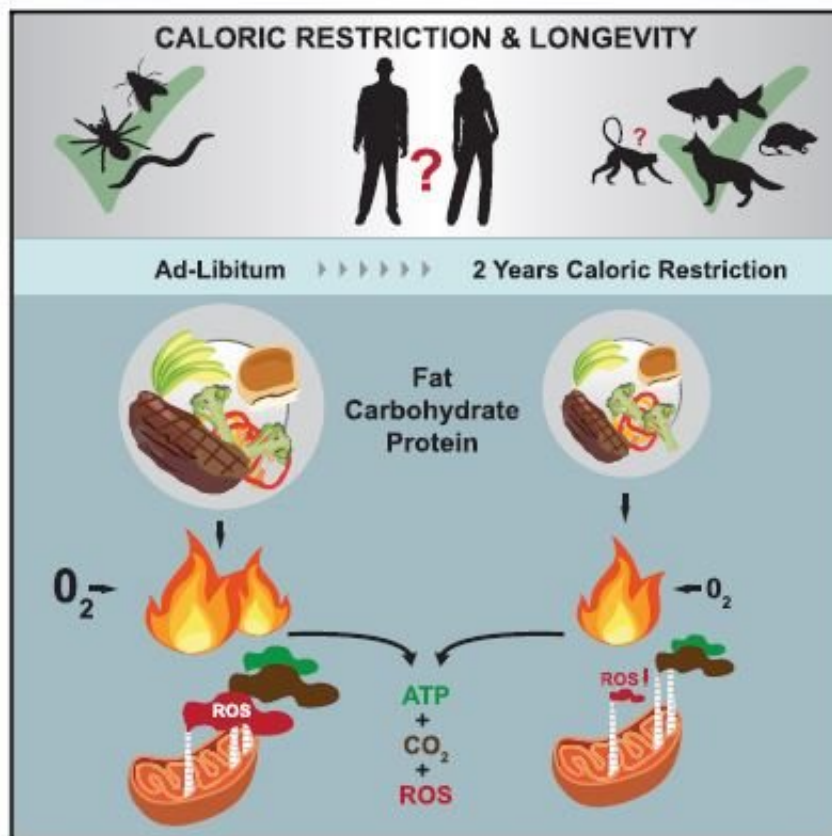 CALORIC RESTRICTION & LONGEVITY
?
?
Ad-Libitum
2 Years Caloric Restriction
Fat
Carbohydrate
Protein
O₂
O₂
ROS
ROS
ATP
+
CO₂
+
ROS